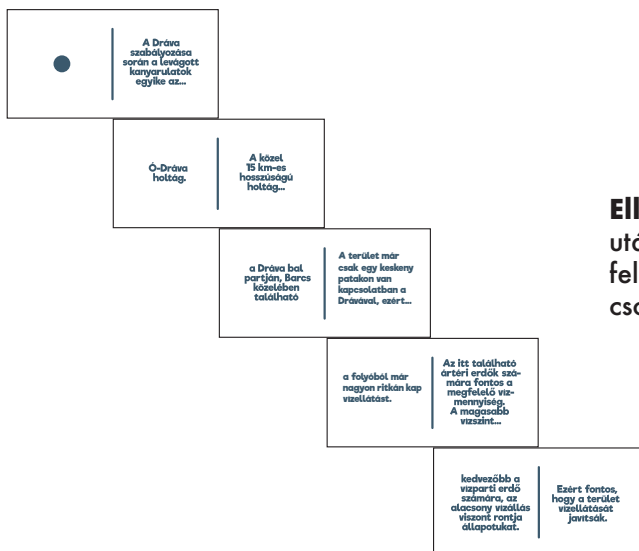 A Dráva
szabályozása
során a levágott
kanyarulatok
egyike az...
Ó-Dráva
holtág.
A közel
15 km-es
hosszúságú
holtág...
a Dráva bal
partján, Barcs
közelében
található
A terület már
csak egy keskeny
patakon van
kapcsolatban a
Drávával, ezért...
a folyóból már
nagyon ritkán kap
vízellátást.
Az itt található
ártéri erdők szá-
mára fontos a
megfelelő víz-
mennyiség.
A magasabb
vízszint...
kedvezőbb a
vízparti erdő
számára, az
alacsony vízállás
viszont rontja
állapotukat.
Ezért fontos,
hogy a terület
vízellátását
javítsák.
Ell
utá
fel
cso